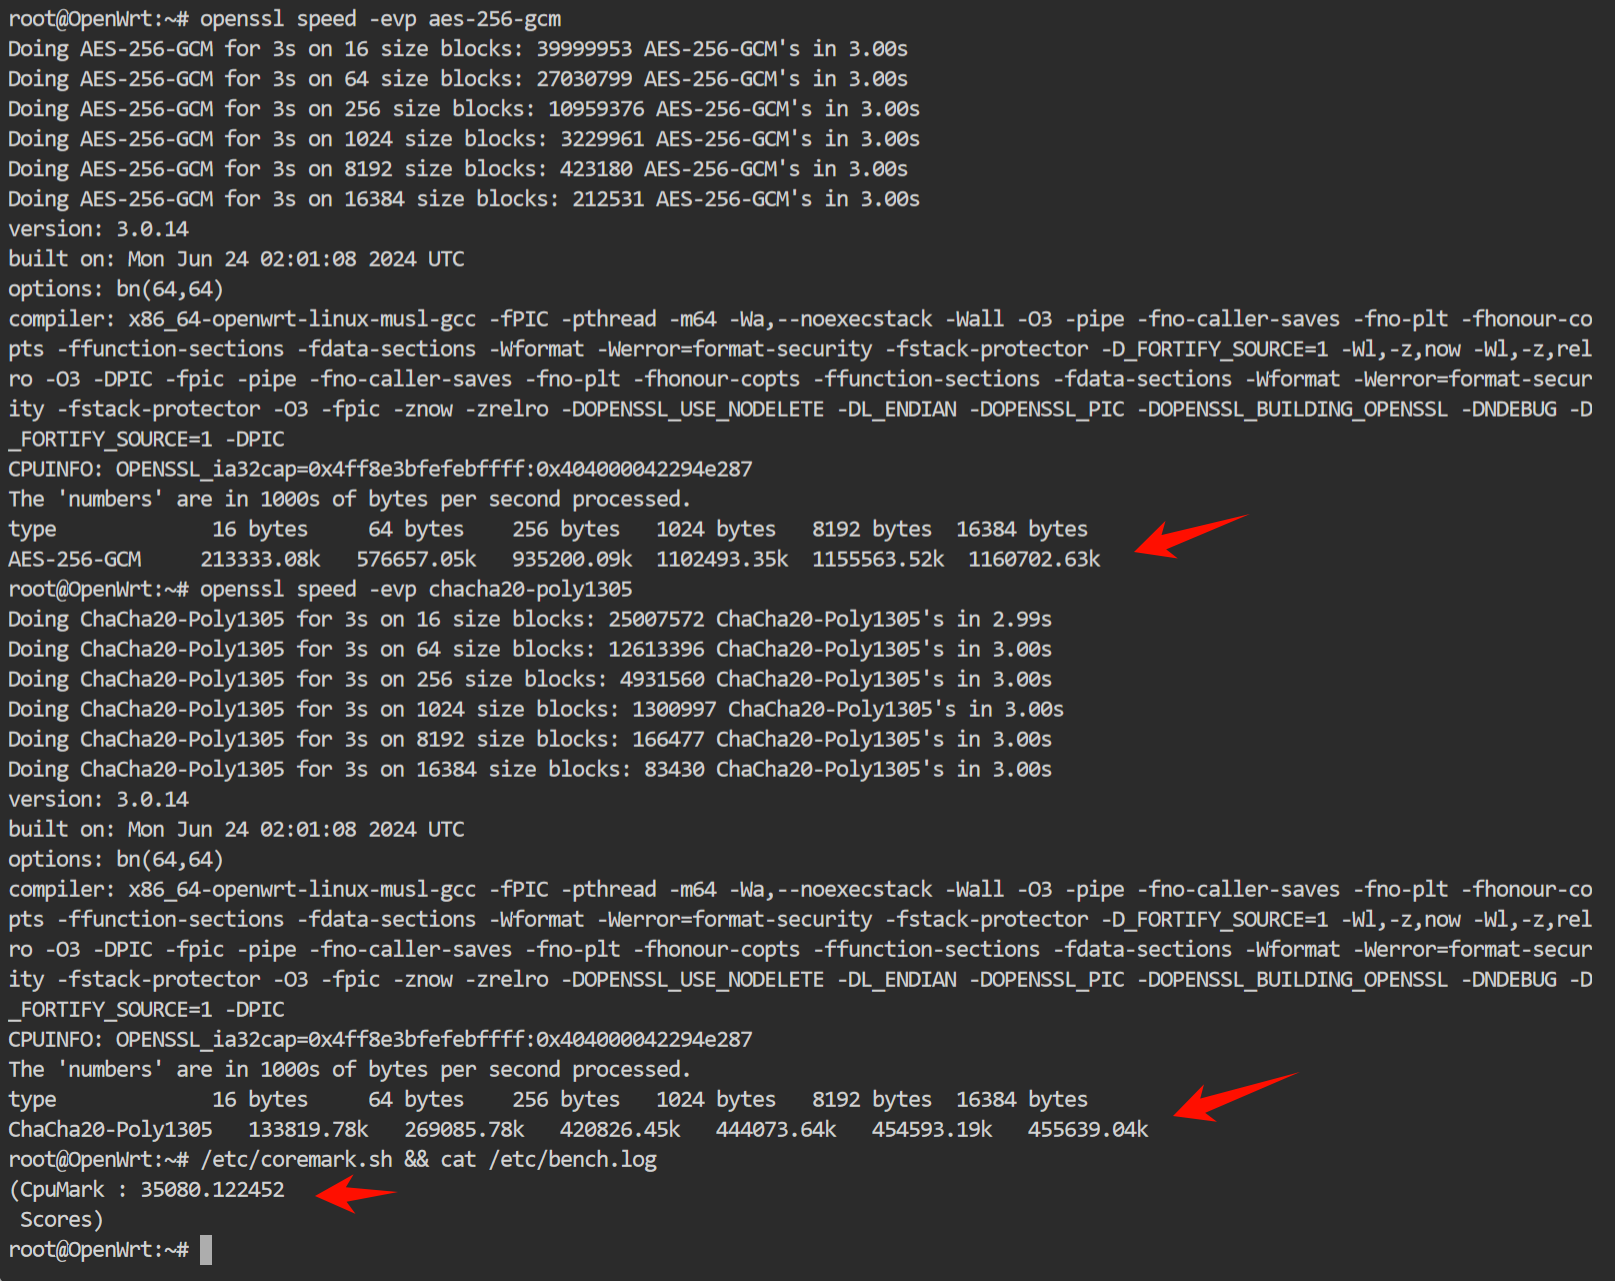 root@OpenWrt:~# openssl speed -evp aes-256-gcm
Doing AES-256-GCM for 3s on 16 size blocks: 39999953 AES-256-GCM's in 3.00s
Doing AES-256-GCM for 3s on 64 size blocks: 27030799 AES-256-GCM's in 3.00s
Doing AES-256-GCM for 3s on 256 size blocks: 10959376 AES-256-GCM's in 3.00s
Doing AES-256-GCM for 3s on 1024 size blocks: 3229961 AES-256-GCM's in 3.00s
Doing AES-256-GCM for 3s on 8192 size blocks: 423180 AES-256-GCM's in 3.00s
Doing AES-256-GCM for 3s on 16384 size blocks: 212531 AES-256-GCM's in 3.00s
version: 3.0.14
built on: Mon Jun 24 02:01:08 2024 UTC
options: bn(64,64)
compiler: x86_64-openwrt-linux-musl-gcc -fPIC -pthread -m64 -Wa,--noexecstack -Wall -O3 -pipe -fno-caller-saves -fno-plt -fhonour-co
pts -ffunction-sections -fdata-sections -Wformat -Werror=format-security -fstack-protector -D_FORTIFY_SOURCE=1 -Wl,-z,now -Wl,-z,rel
ro -O3 -DPIC -fpic -pipe -fno-caller-saves -fno-plt -fhonour-copts -ffunction-sections -fdata-sections -Wformat -Werror=format-secur
ity -fstack-protector -O3 -fpic -znow -zrelro -DOPENSSL_USE_NODELETE -DL_ENDIAN -DOPENSSL_PIC -DOPENSSL_BUILDING_OPENSSL -DNDEBUG -D
_FORTIFY_SOURCE=1 -DPIC
CPUINFO: OPENSSL_ia32cap=0x4ff8e3bfefebffff:0x404000042294e287
The 'numbers' are in 1000s of bytes per second processed.
type             16 bytes     64 bytes    256 bytes   1024 bytes   8192 bytes  16384 bytes
AES-256-GCM     213333.08k   576657.05k   935200.09k  1102493.35k  1155563.52k  1160702.63k
root@OpenWrt:~# openssl speed -evp chacha20-poly1305
Doing ChaCha20-Poly1305 for 3s on 16 size blocks: 25007572 ChaCha20-Poly1305's in 2.99s
Doing ChaCha20-Poly1305 for 3s on 64 size blocks: 12613396 ChaCha20-Poly1305's in 3.00s
Doing ChaCha20-Poly1305 for 3s on 256 size blocks: 4931560 ChaCha20-Poly1305's in 3.00s
Doing ChaCha20-Poly1305 for 3s on 1024 size blocks: 1300997 ChaCha20-Poly1305's in 3.00s
Doing ChaCha20-Poly1305 for 3s on 8192 size blocks: 166477 ChaCha20-Poly1305's in 3.00s
Doing ChaCha20-Poly1305 for 3s on 16384 size blocks: 83430 ChaCha20-Poly1305's in 3.00s
version: 3.0.14
built on: Mon Jun 24 02:01:08 2024 UTC
options: bn(64,64)
compiler: x86_64-openwrt-linux-musl-gcc -fPIC -pthread -m64 -Wa,--noexecstack -Wall -O3 -pipe -fno-caller-saves -fno-plt -fhonour-co
pts -ffunction-sections -fdata-sections -Wformat -Werror=format-security -fstack-protector -D_FORTIFY_SOURCE=1 -Wl,-z,now -Wl,-z,rel
ro -O3 -DPIC -fpic -pipe -fno-caller-saves -fno-plt -fhonour-copts -ffunction-sections -fdata-sections -Wformat -Werror=format-secur
ity -fstack-protector -O3 -fpic -znow -zrelro -DOPENSSL_USE_NODELETE -DL_ENDIAN -DOPENSSL_PIC -DOPENSSL_BUILDING_OPENSSL -DNDEBUG -D
_FORTIFY_SOURCE=1 -DPIC
CPUINFO: OPENSSL_ia32cap=0x4ff8e3bfefebffff:0x404000042294e287
The 'numbers' are in 1000s of bytes per second processed.
type             16 bytes     64 bytes    256 bytes   1024 bytes   8192 bytes  16384 bytes
ChaCha20-Poly1305   133819.78k   269085.78k   420826.45k   444073.64k   454593.19k   455639.04k
root@OpenWrt:~# /etc/coremark.sh && cat /etc/bench.log
(CpuMark : 35080.122452
 Scores)
root@OpenWrt:~#